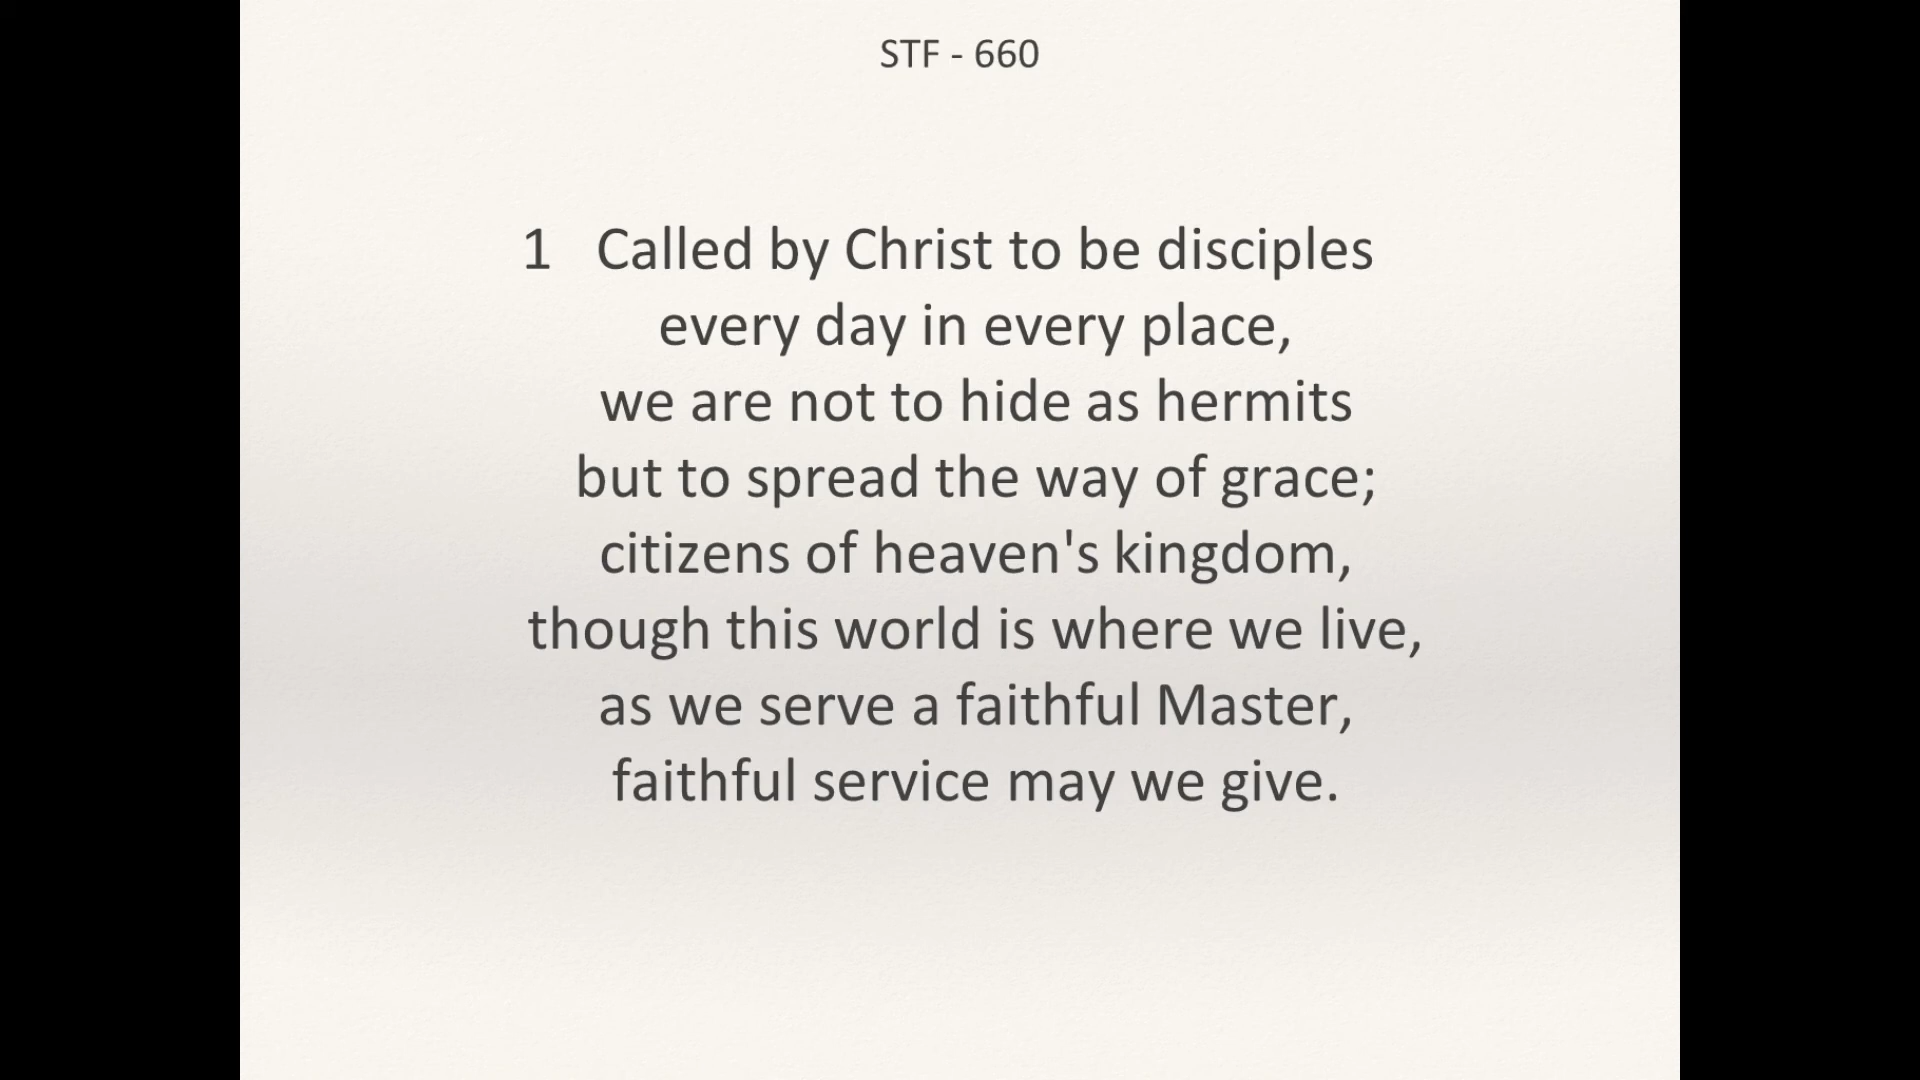 STF - 660
1 Called by Christ to be disciples
every day in every place,
we are not to hide as hermits
but to spread the way of grace;
citizens of heaven's kingdom,
though this world is where we live,
as we serve a faithful Master,
faithful service may we give.